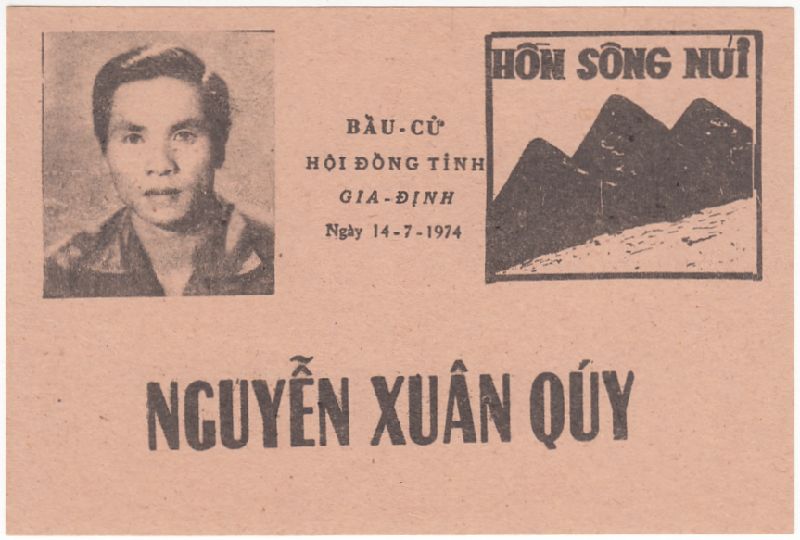 BẦU-CỬ
HỘI ĐỒNG TỈNH
GIA-ĐỊNH
Ngày 14-7-1974
HỒN SÔNG NÚI
NGUYỄN XUÂN QÚY